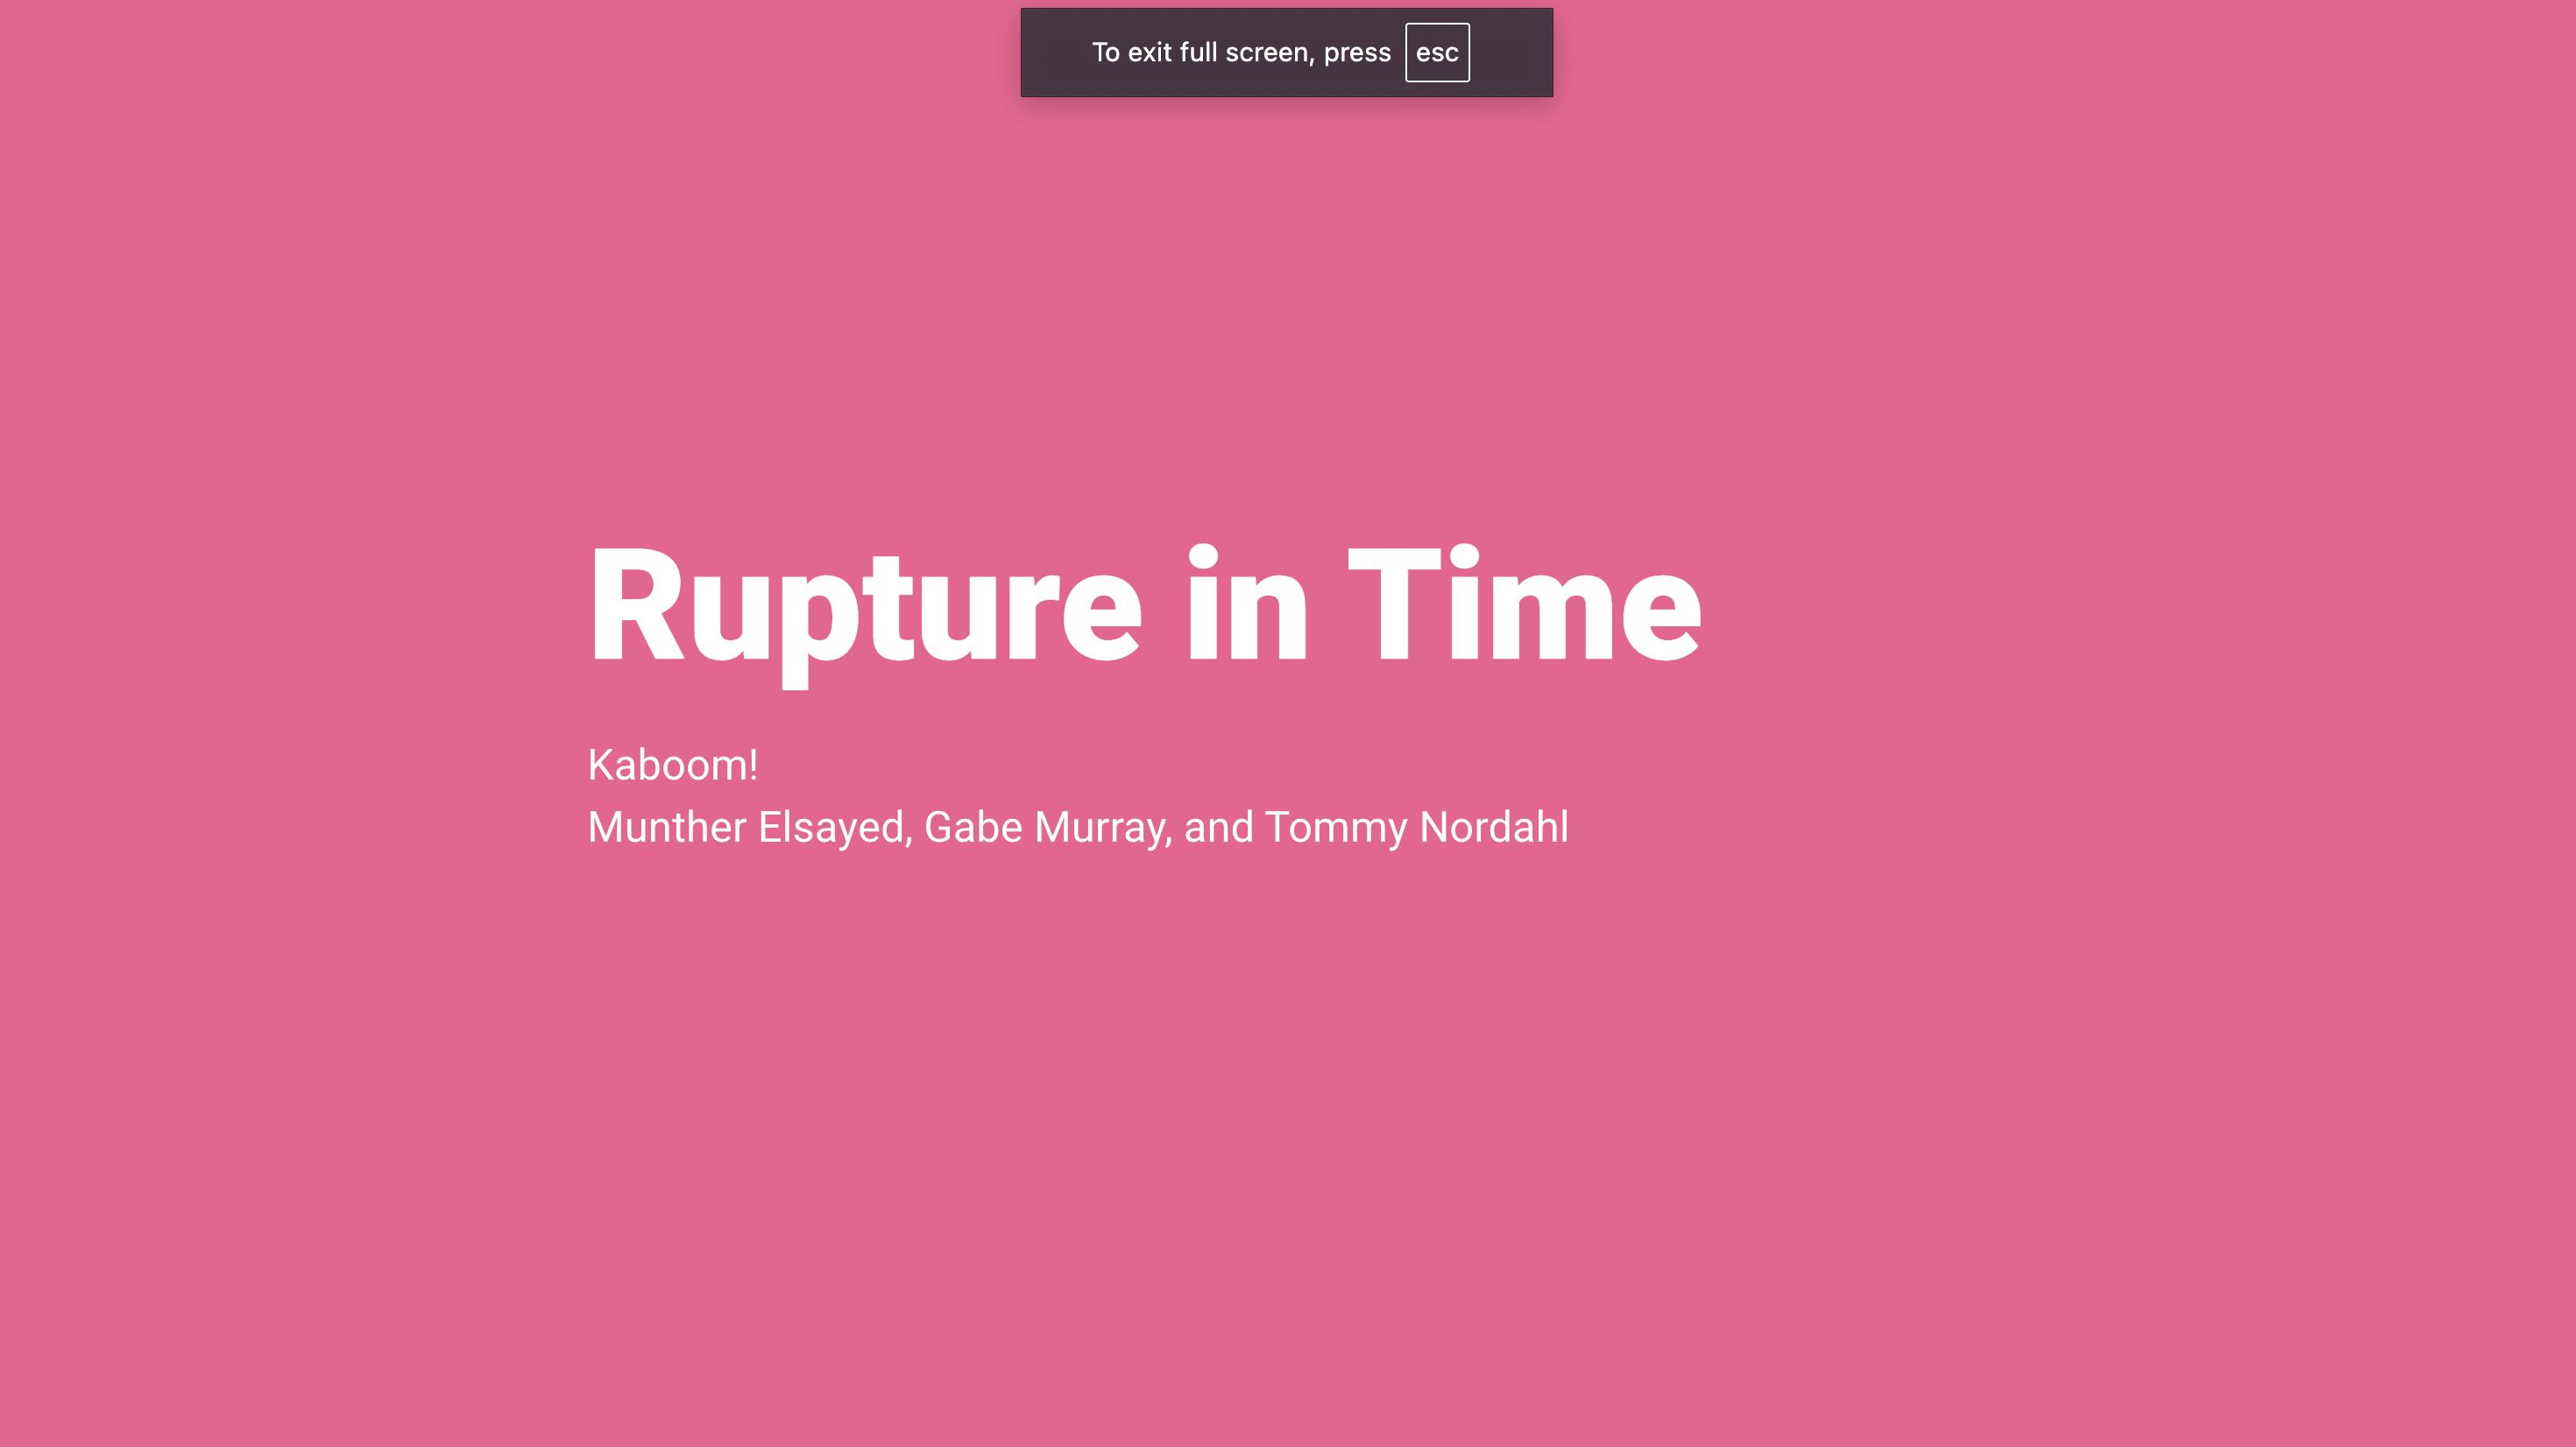 To exit full screen, press esc
Rupture in Time
Kaboom!
Munther Elsayed, Gabe Murray, and Tommy Nordahl